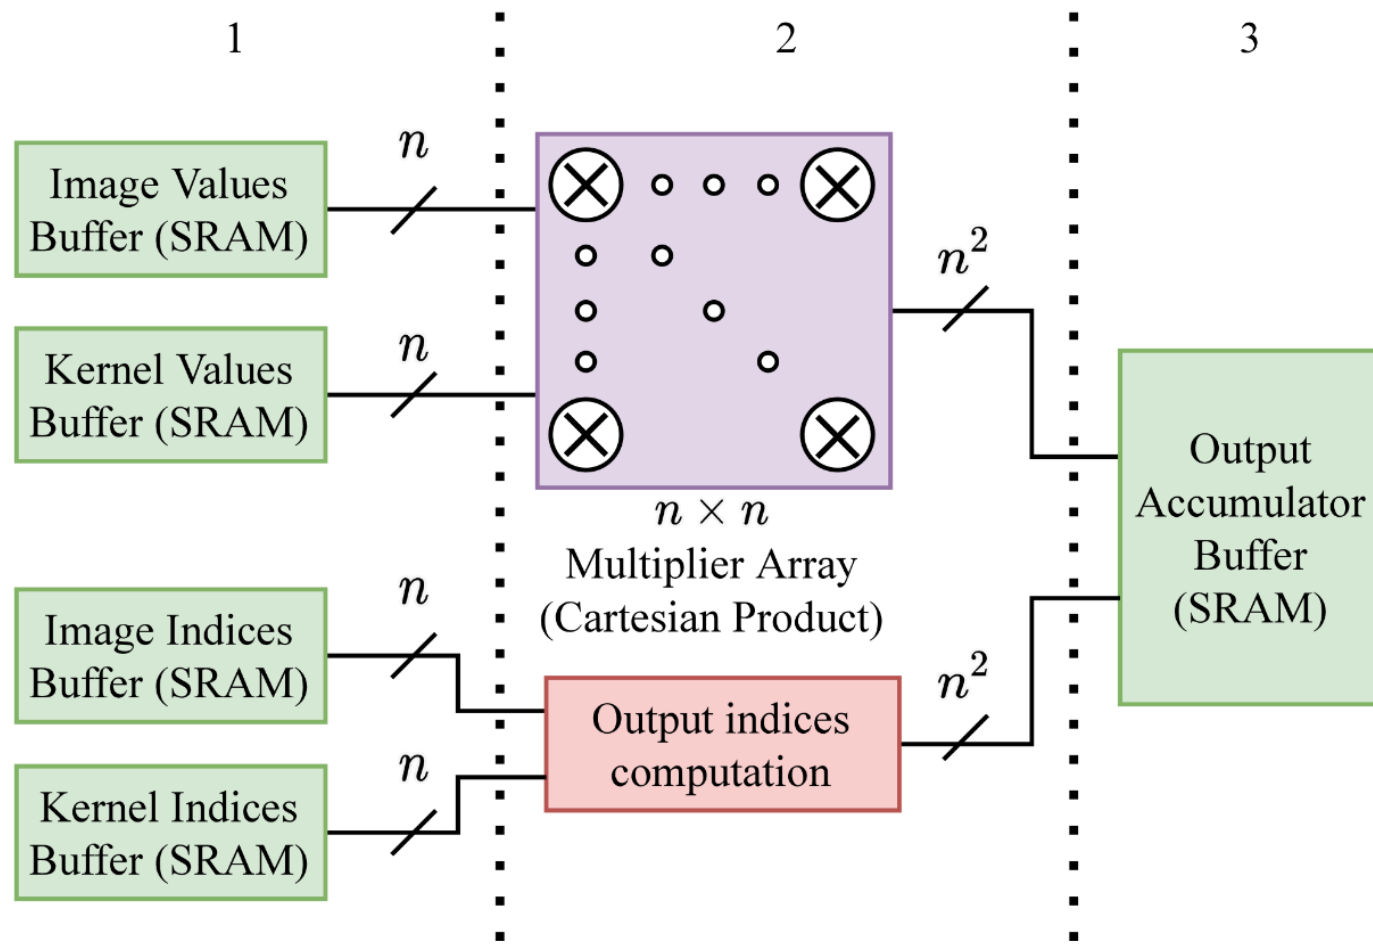 1
2
3
n
Image Values
Buffer (SRAM)
n
Kernel Values
Buffer (SRAM)
n²
n × n
Multiplier Array
(Cartesian Product)
Output
Accumulator
Buffer
(SRAM)
n
Image Indices
Buffer (SRAM)
n
Kernel Indices
Buffer (SRAM)
Output indices
computation
n²